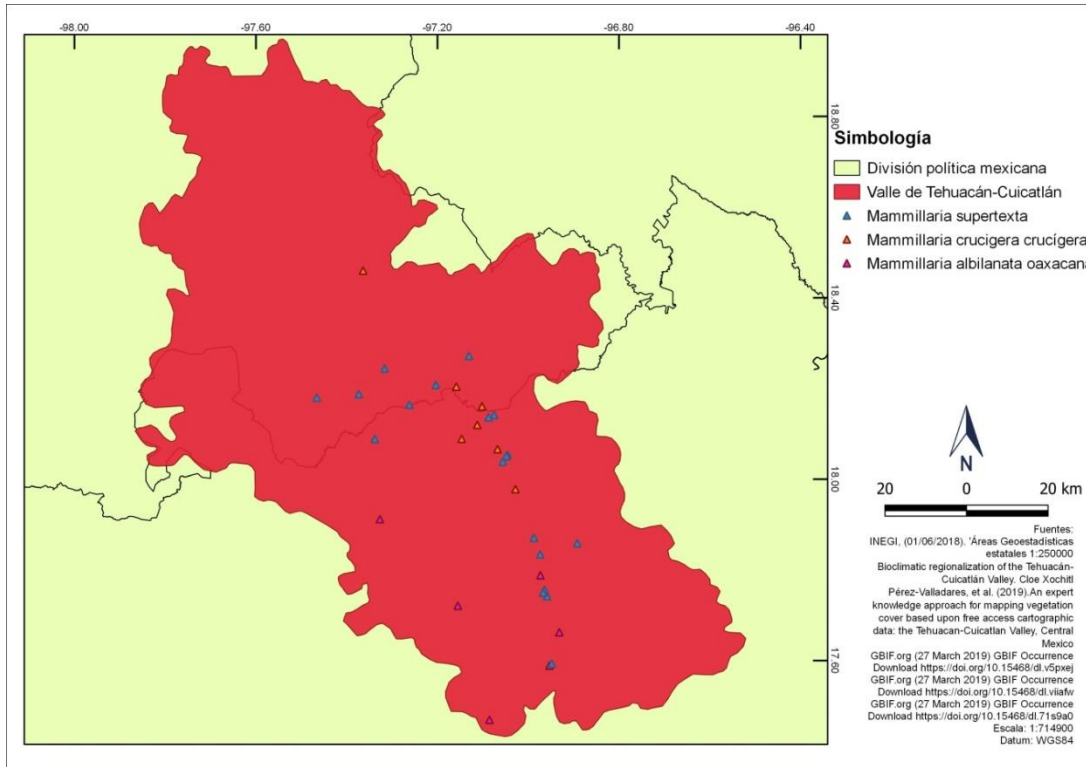 -98.00
-97.60
-97.20
-96.80
-96.40
18.80
18.40
18.00
17.60
Simbología
División política mexicana
Valle de Tehuacán-Cuicatlán
Mammillaria supertexta
Mammillaria crucigera crucígera
Mammillaria albilanata oaxacana
N
20 0 20 km
Fuentes:
INEGI, (01/06/2018). 'Áreas Geoestadísticas
estatales 1:250000
Bioclimatic regionalization of the Tehuacán-
Cuicatlán Valley. Cloe Xochitl
Pérez-Valladares, et al. (2019).An expert
knowledge approach for mapping vegetation
cover based upon free access cartographic
data: the Tehuacan-Cuicatlan Valley, Central
Mexico
GBIF.org (27 March 2019) GBIF Occurrence
Download https://doi.org/10.15468/dl.v5pxej
GBIF.org (27 March 2019) GBIF Occurrence
Download https://doi.org/10.15468/dl.viiafw
GBIF.org (27 March 2019) GBIF Occurrence
Download https://doi.org/10.15468/dl.71s9a0
Escala: 1:714900
Datum: WGS84